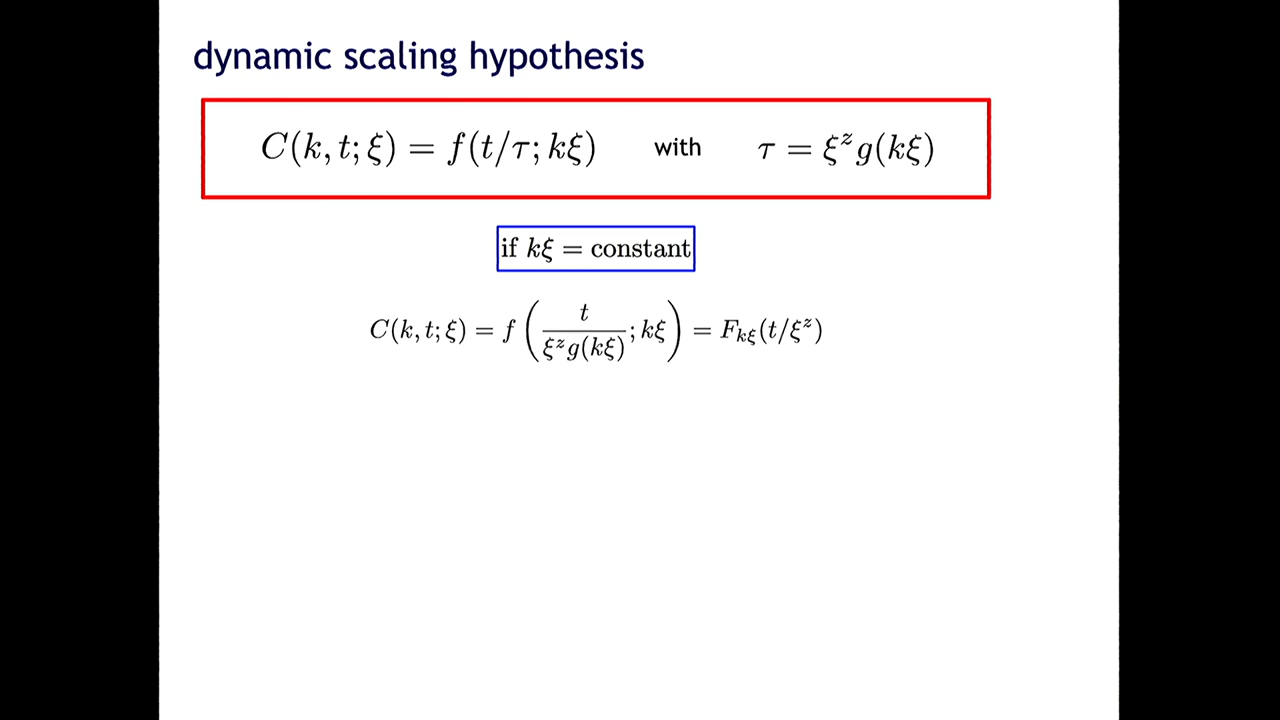 dynamic scaling hypothesis
C(k, t; ξ) = f(t/τ; kξ) with τ = ξ^z g(kξ)
if kξ = constant
C(k, t; ξ) = f ( t / ξ^z g(kξ) ; kξ ) = F_{kξ}(t/ξ^z)